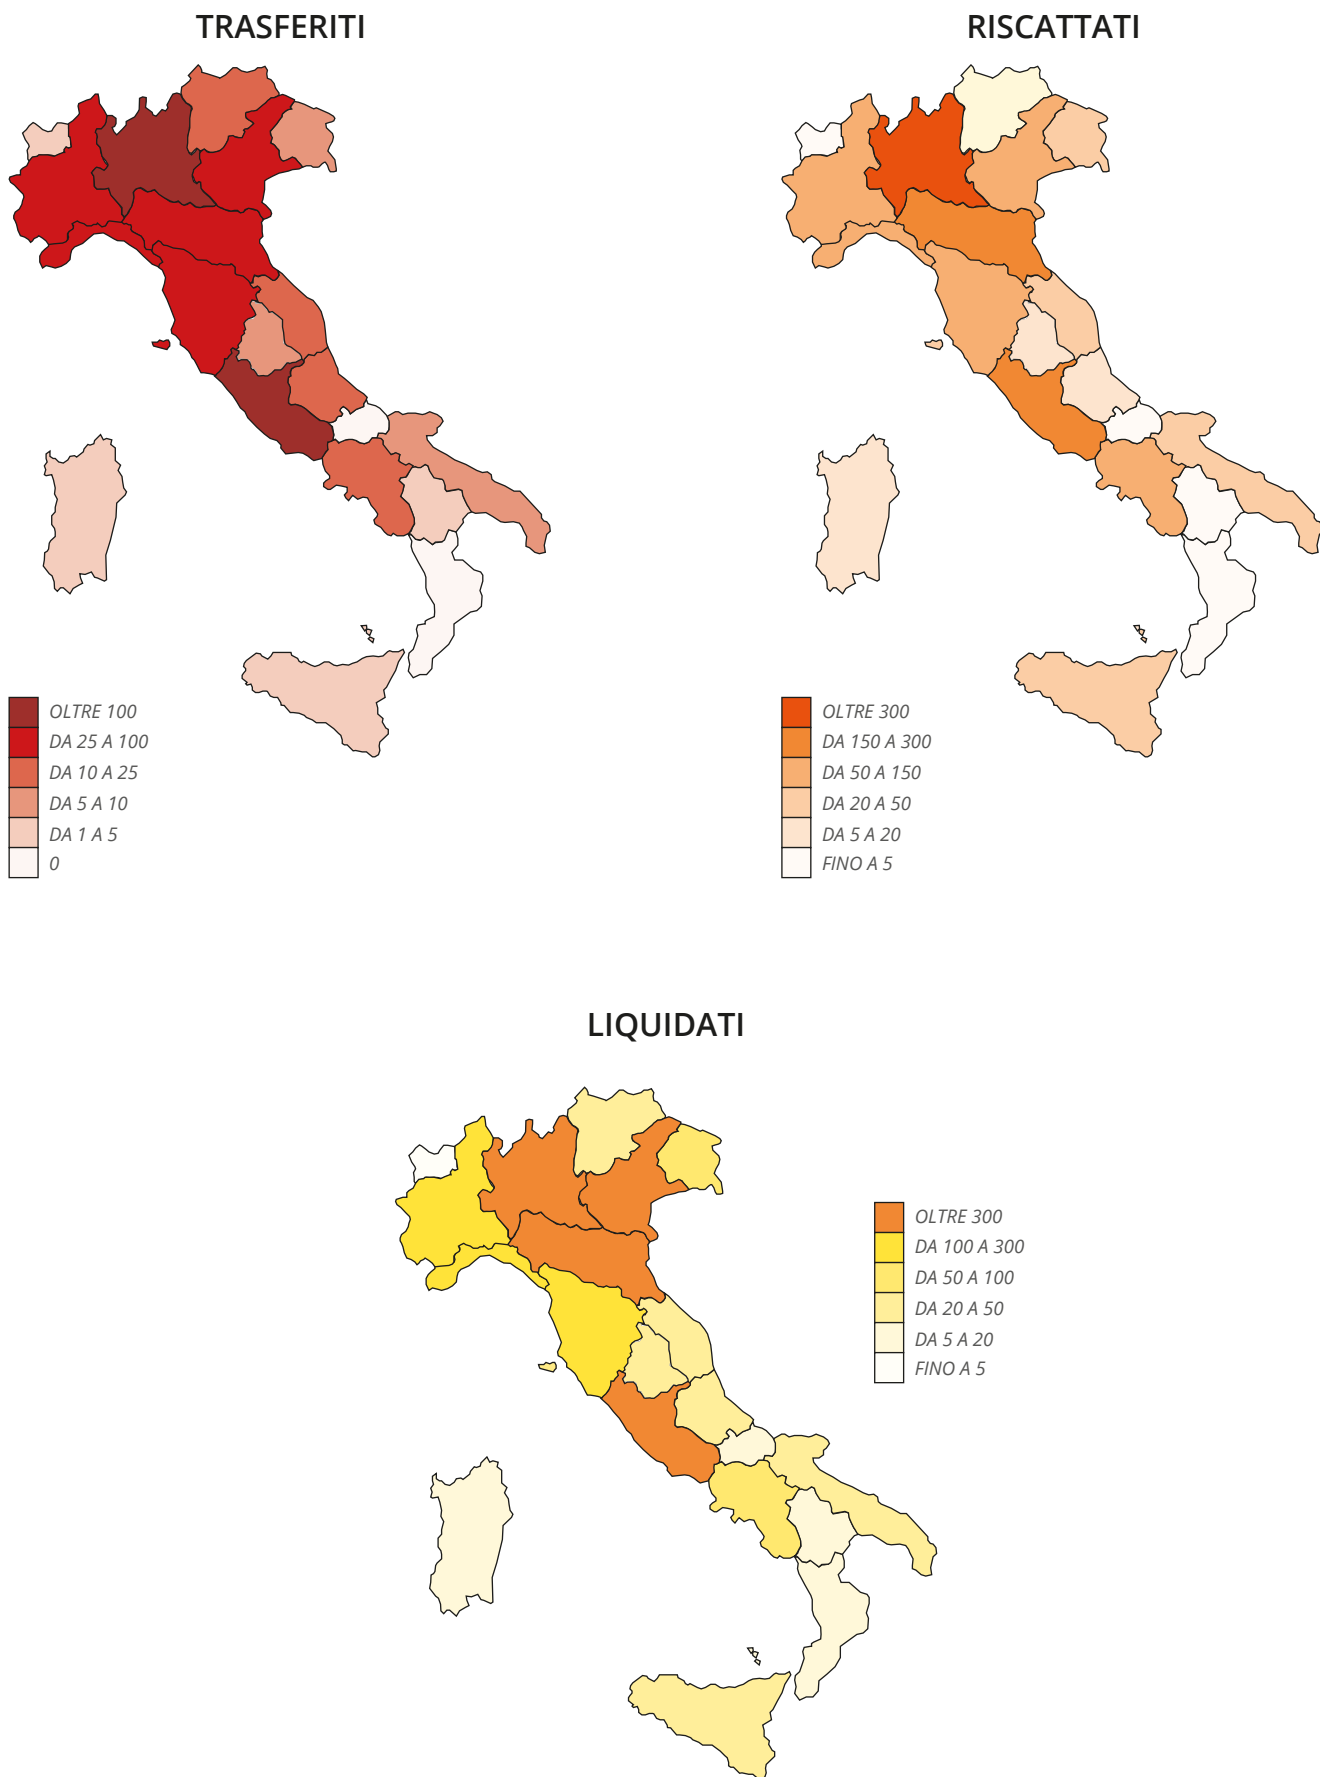 TRASFERITI
RISCATTATI
OLTRE 100
DA 25 A 100
DA 10 A 25
DA 5 A 10
DA 1 A 5
0
OLTRE 300
DA 150 A 300
DA 50 A 150
DA 20 A 50
DA 5 A 20
FINO A 5
LIQUIDATI
OLTRE 300
DA 100 A 300
DA 50 A 100
DA 20 A 50
DA 5 A 20
FINO A 5